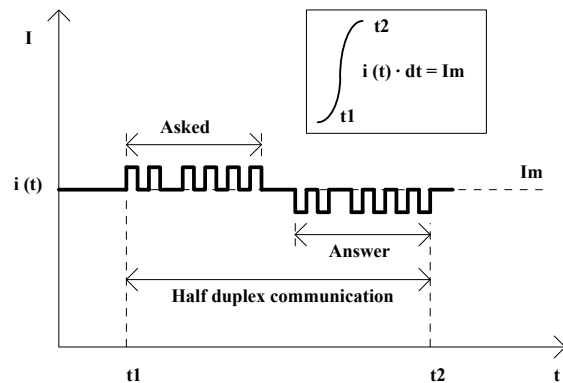 I
t2
i (t) · dt = Im
t1
Asked
i (t)
Im
Answer
Half duplex communication
t1
t2
t